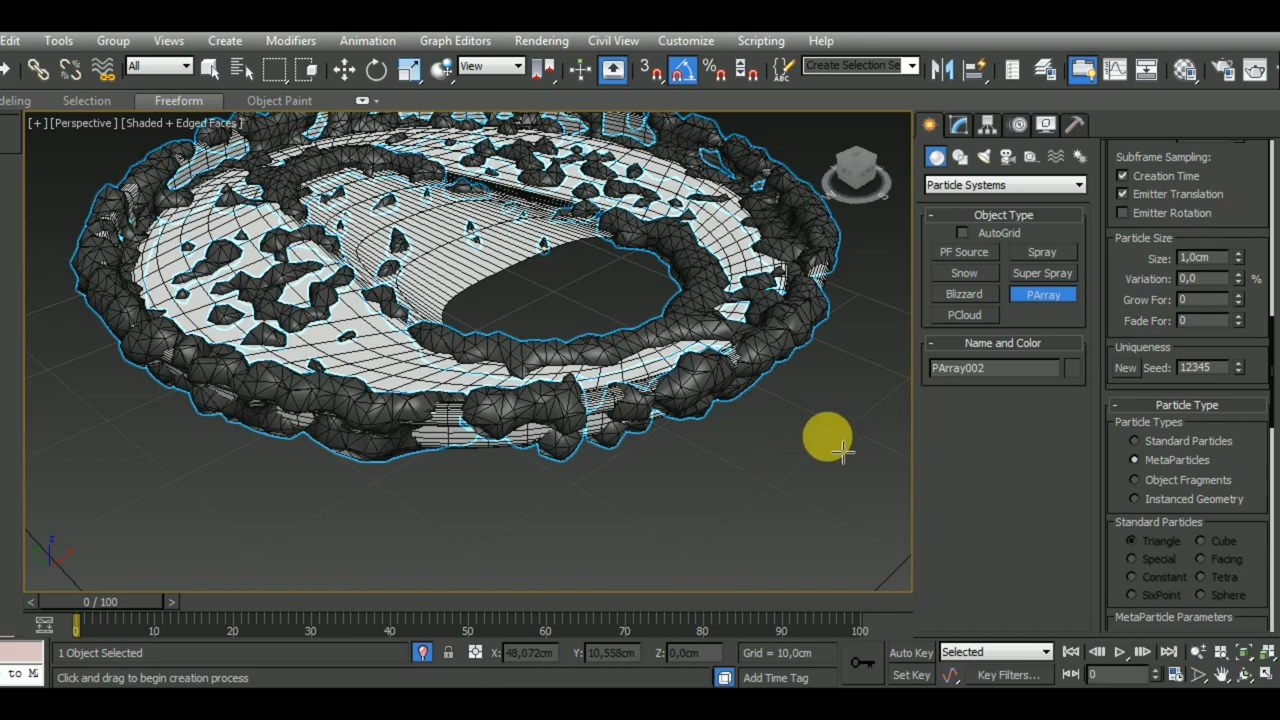 Edit Tools Group Views Create Modifiers Animation Graph Editors Rendering Civil View Customize Scripting Help
All View 3 % ABC Create Selection Se
deling Selection Freeform Object Paint
[+] [Perspective] [Shaded + Edged Faces]
Particle Systems
- Object Type
AutoGrid
PF Source Spray
Snow Super Spray
Blizzard PArray
PCloud
- Name and Color
PArray002
Subframe Sampling:
Creation Time
Emitter Translation
Emitter Rotation
Particle Size
Size: 1,0cm
Variation: 0,0 %
Grow For: 0
Fade For: 0
Uniqueness
New Seed: 12345
- Particle Type
Particle Types
Standard Particles
MetaParticles
Object Fragments
Instanced Geometry
Standard Particles
Triangle Cube
Special Facing
Constant Tetra
SixPoint Sphere
MetaParticle Parameters
z
< 0 / 100 >
0 10 20 30 40 50 60 70 80 90 100
1 Object Selected X: 48,072cm Y: 10,558cm Z: 0,0cm Grid = 10,0cm Auto Key Selected
to Mi Click and drag to begin creation process Add Time Tag Set Key Key Filters... 0